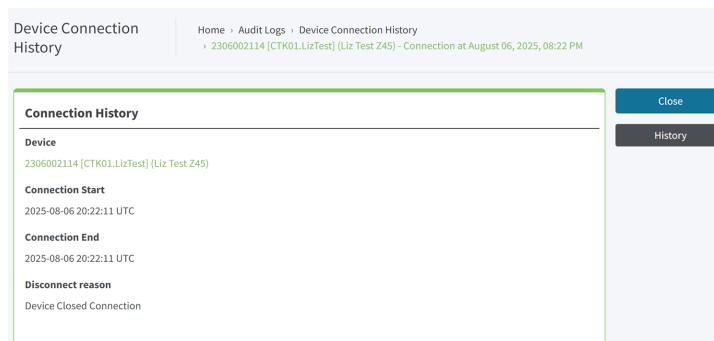 Device Connection
History
Home › Audit Logs › Device Connection History
› 2306002114 [CTK01.LizTest] (Liz Test Z45) - Connection at August 06, 2025, 08:22 PM
Connection History
Device
2306002114 [CTK01.LizTest] (Liz Test Z45)
Connection Start
2025-08-06 20:22:11 UTC
Connection End
2025-08-06 20:22:11 UTC
Disconnect reason
Device Closed Connection
Close
History